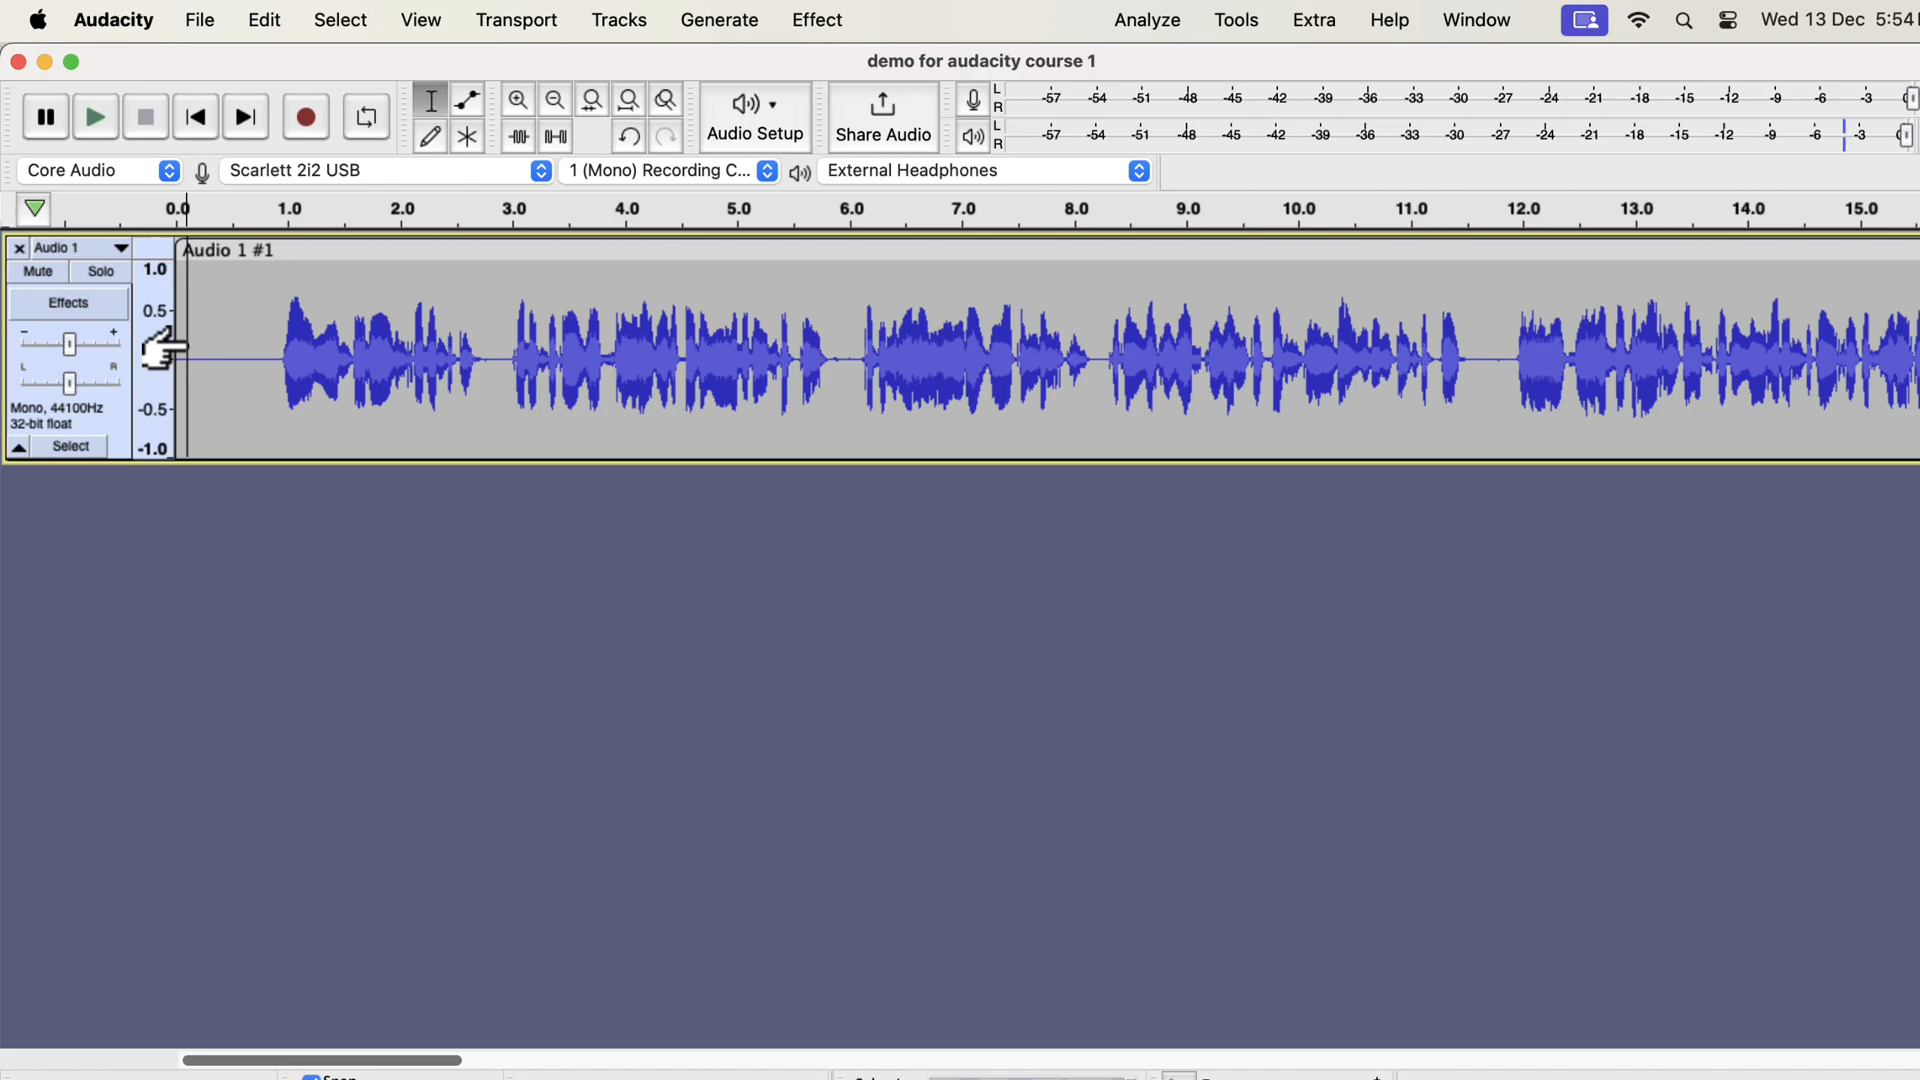 Audacity File Edit Select View Transport Tracks Generate Effect Analyze Tools Extra Help Window Wed 13 Dec 5:54
demo for audacity course 1
L -57 -54 -51 -48 -45 -42 -39 -36 -33 -30 -27 -24 -21 -18 -15 -12 -9 -6 -3
R
Audio Setup Share Audio
L -57 -54 -51 -48 -45 -42 -39 -36 -33 -30 -27 -24 -21 -18 -15 -12 -9 -6 -3
R
Core Audio Scarlett 2i2 USB 1 (Mono) Recording C... External Headphones
0.0 1.0 2.0 3.0 4.0 5.0 6.0 7.0 8.0 9.0 10.0 11.0 12.0 13.0 14.0 15.0
Audio 1 Audio 1 #1
Mute Solo 1.0
Effects 0.5
- +
L R
Mono, 44100Hz -0.5
32-bit float
Select -1.0